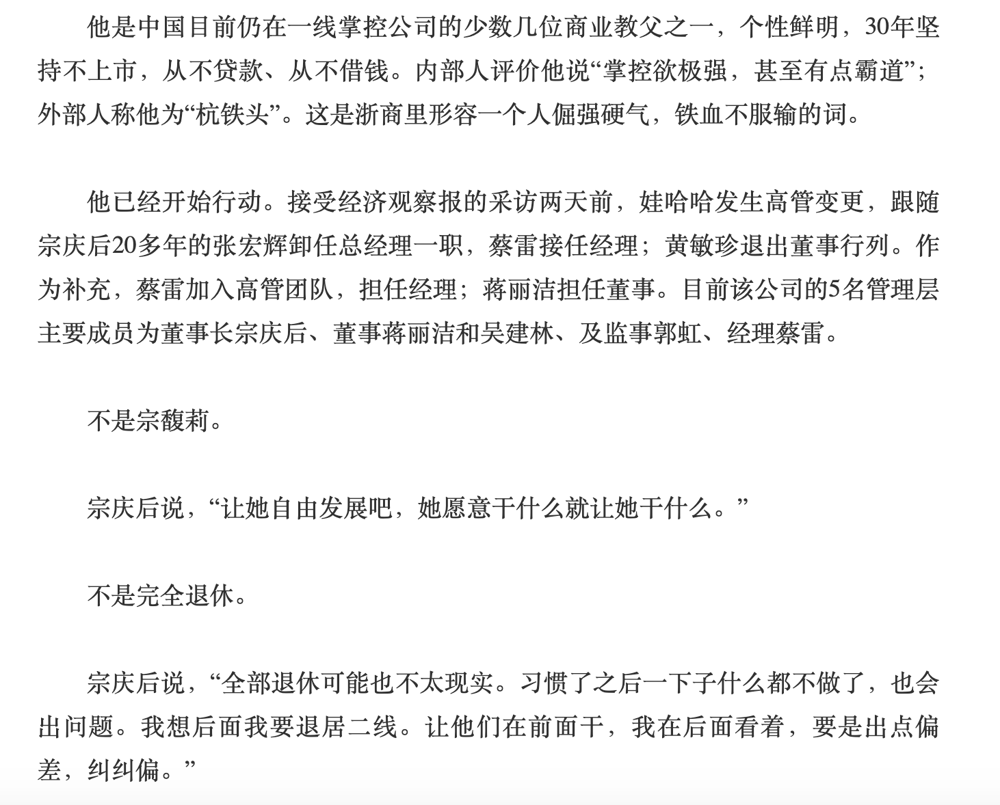 他是中国目前仍在一线掌控公司的少数几位商业教父之一，个性鲜明，30年坚
持不上市，从不贷款、从不借钱。内部人评价他说“掌控欲极强，甚至有点霸道”；
外部人称他为“杭铁头”。这是浙商里形容一个人倔强硬气，铁血不服输的词。
他已经开始行动。接受经济观察报的采访两天前，娃哈哈发生高管变更，跟随
宗庆后20多年的张宏辉卸任总经理一职，蔡雷接任经理；黄敏珍退出董事行列。作
为补充，蔡雷加入高管团队，担任经理；蒋丽洁担任董事。目前该公司的5名管理层
主要成员为董事长宗庆后、董事蒋丽洁和吴建林、及监事郭虹、经理蔡雷。
不是宗馥莉。
宗庆后说，“让她自由发展吧，她愿意干什么就让她干什么。”
不是完全退休。
宗庆后说，“全部退休可能也不太现实。习惯了之后一下子什么都不做了，也会
出问题。我想后面我要退居二线。让他们在前面干，我在后面看着，要是出点偏
差，纠纠偏。”